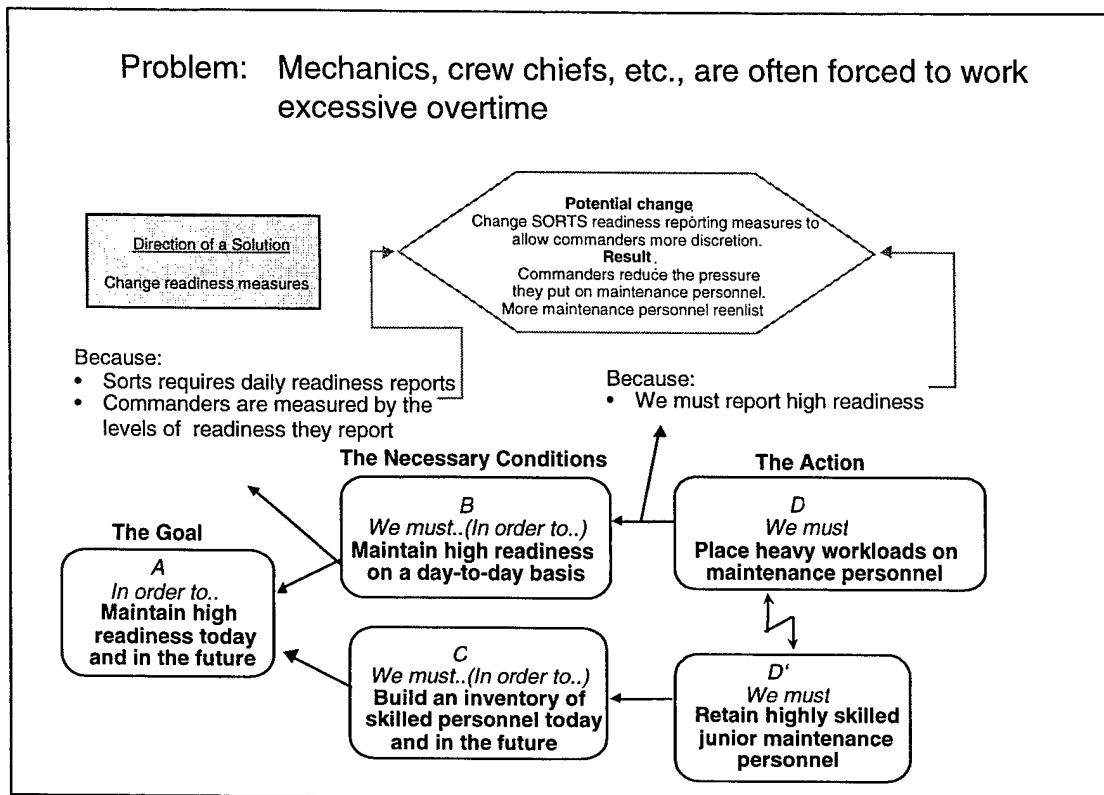 Problem: Mechanics, crew chiefs, etc., are often forced to work
excessive overtime
Potential change
Change SORTS readiness reporting measures to
allow commanders more discretion.
Result
Commanders reduce the pressure
they put on maintenance personnel.
More maintenance personnel reenlist
Direction of a Solution
Change readiness measures
Because:
• Sorts requires daily readiness reports
• Commanders are measured by the
levels of readiness they report
Because:
• We must report high readiness
The Necessary Conditions
The Action
B
We must..(In order to..)
Maintain high readiness
on a day-to-day basis
D
We must
Place heavy workloads on
maintenance personnel
The Goal
A
In order to..
Maintain high
readiness today
and in the future
C
We must..(In order to..)
Build an inventory of
skilled personnel today
and in the future
D'
We must
Retain highly skilled
junior maintenance
personnel